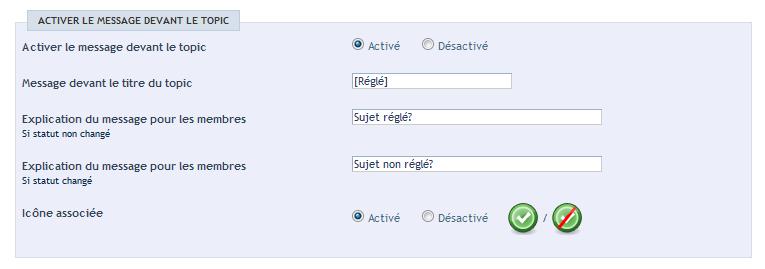 ACTIVER LE MESSAGE DEVANT LE TOPIC
Activer le message devant le topic Activé Désactivé
Message devant le titre du topic [Réglé]
Explication du message pour les membres Sujet réglé?
Si statut non changé
Explication du message pour les membres Sujet non réglé?
Si statut changé
Icône associée Activé Désactivé /